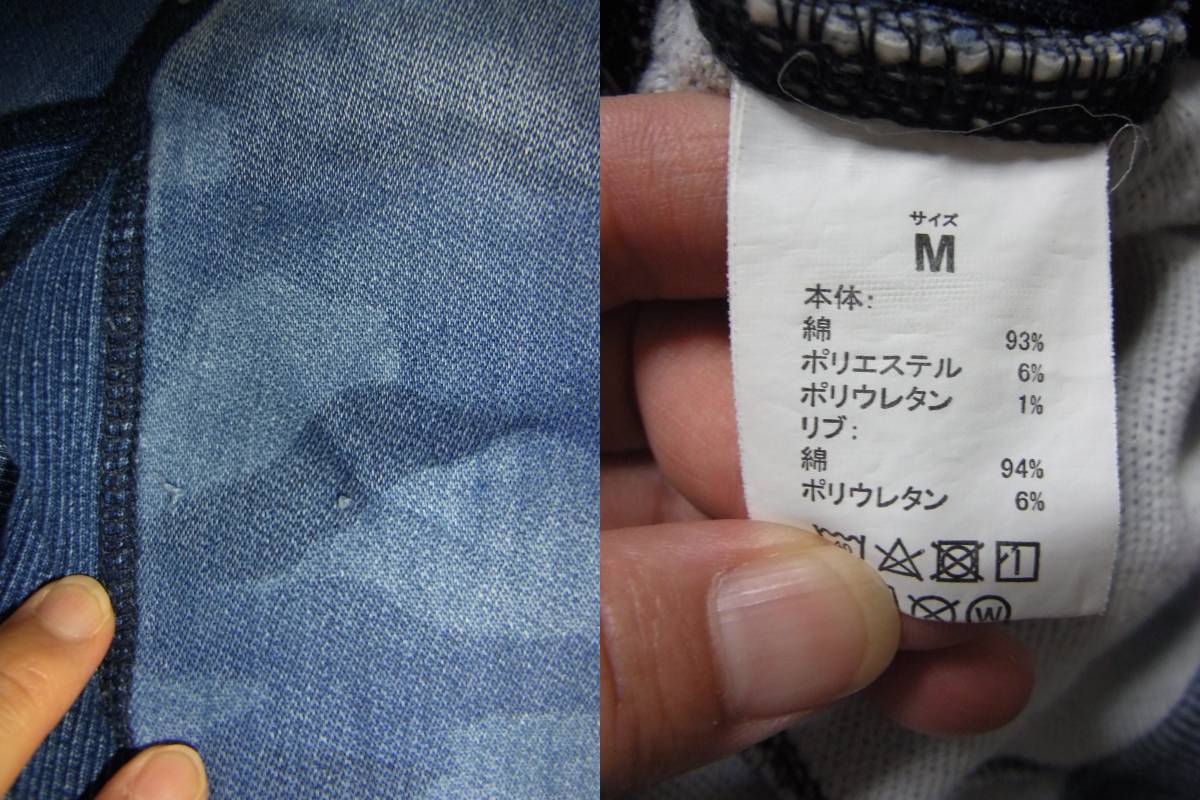 サイズ
M
本体:
綿 93%
ポリエステル 6%
ポリウレタン 1%
リブ:
綿 94%
ポリウレタン 6%
W